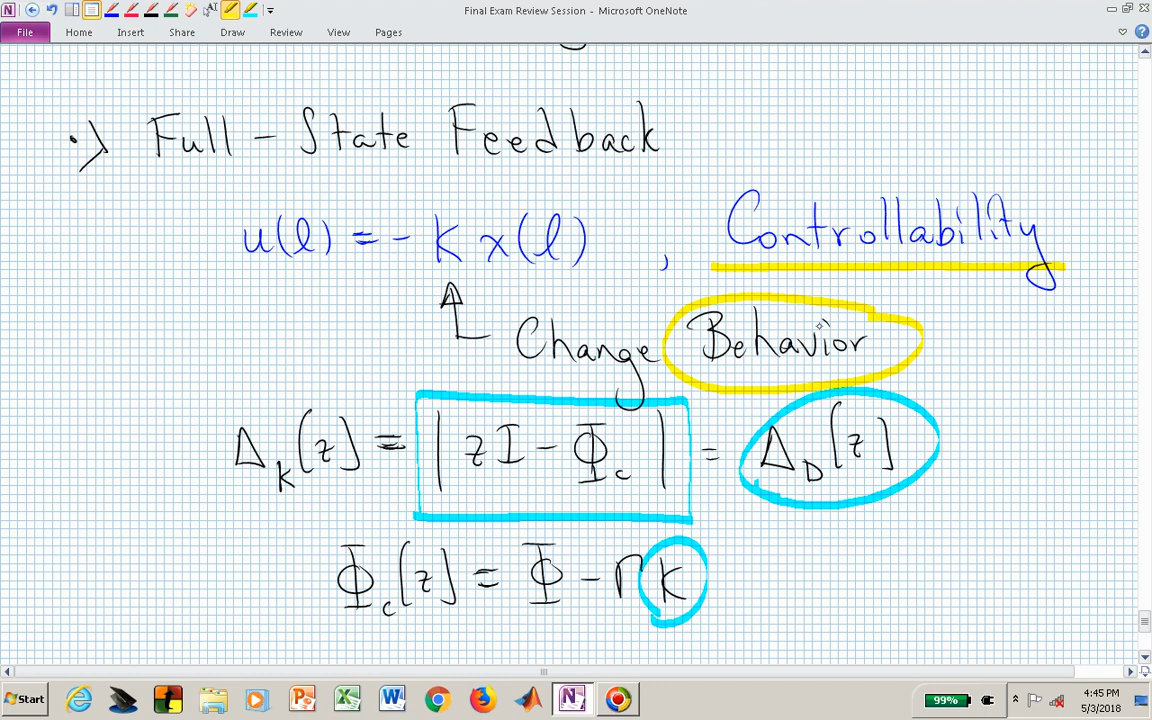 Final Exam Review Session - Microsoft OneNote
File Home Insert Share Draw Review View Pages
·) Full-State Feedback
u(l) = -K x(l) , Controllability
Change Behavior
Δ_K(z) = |zI - Φ_c| = Δ_D(z)
Φ_c(z) = Φ - ΓK
Start
99%
4:45 PM
5/3/2018